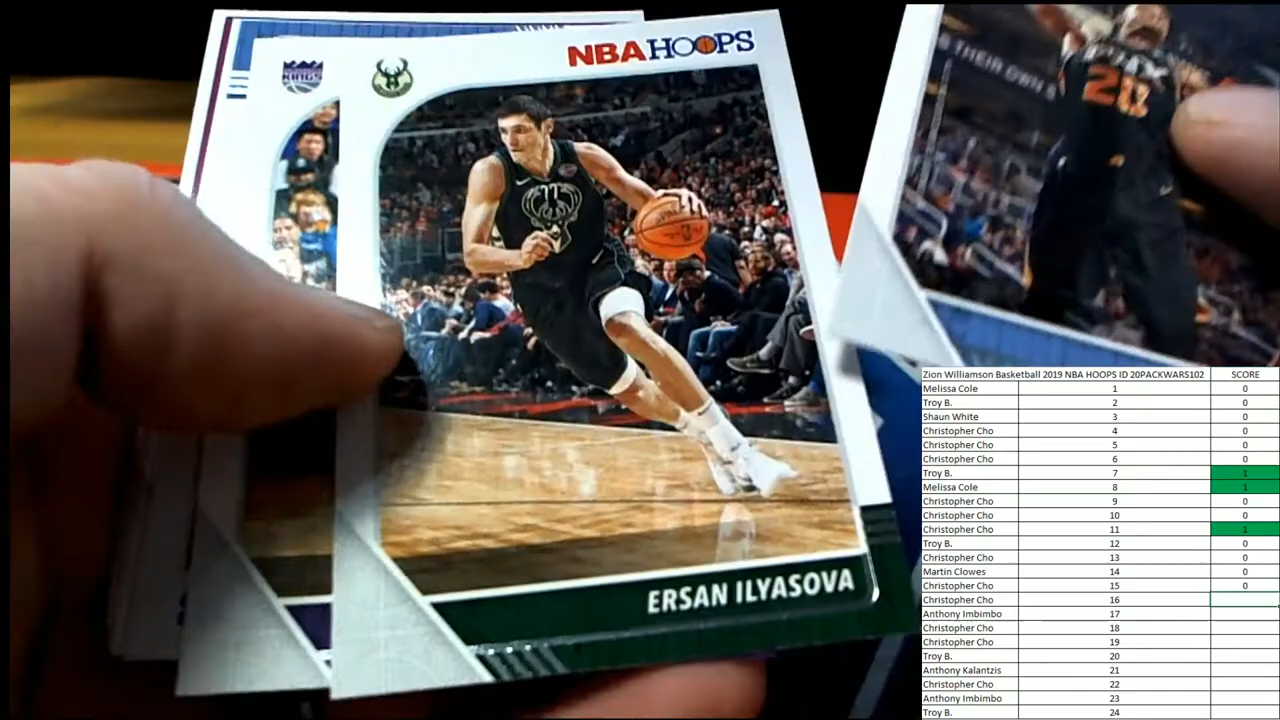 NBA HOOPS
KINGS
THEIR OWN
ERSAN ILYASOVA
Zion Williamson Basketball 2019 NBA HOOPS ID 20PACKWARS102 SCORE
Melissa Cole 1 0
Troy B. 2 0
Shaun White 3 0
Christopher Cho 4 0
Christopher Cho 5 0
Christopher Cho 6 0
Troy B. 7 1
Melissa Cole 8 1
Christopher Cho 9 0
Christopher Cho 10 0
Christopher Cho 11 1
Troy B. 12 0
Christopher Cho 13 0
Martin Clowes 14 0
Christopher Cho 15 0
Christopher Cho 16
Anthony Imbimbo 17
Christopher Cho 18
Christopher Cho 19
Troy B. 20
Anthony Kalantzis 21
Christopher Cho 22
Anthony Imbimbo 23
Troy B. 24